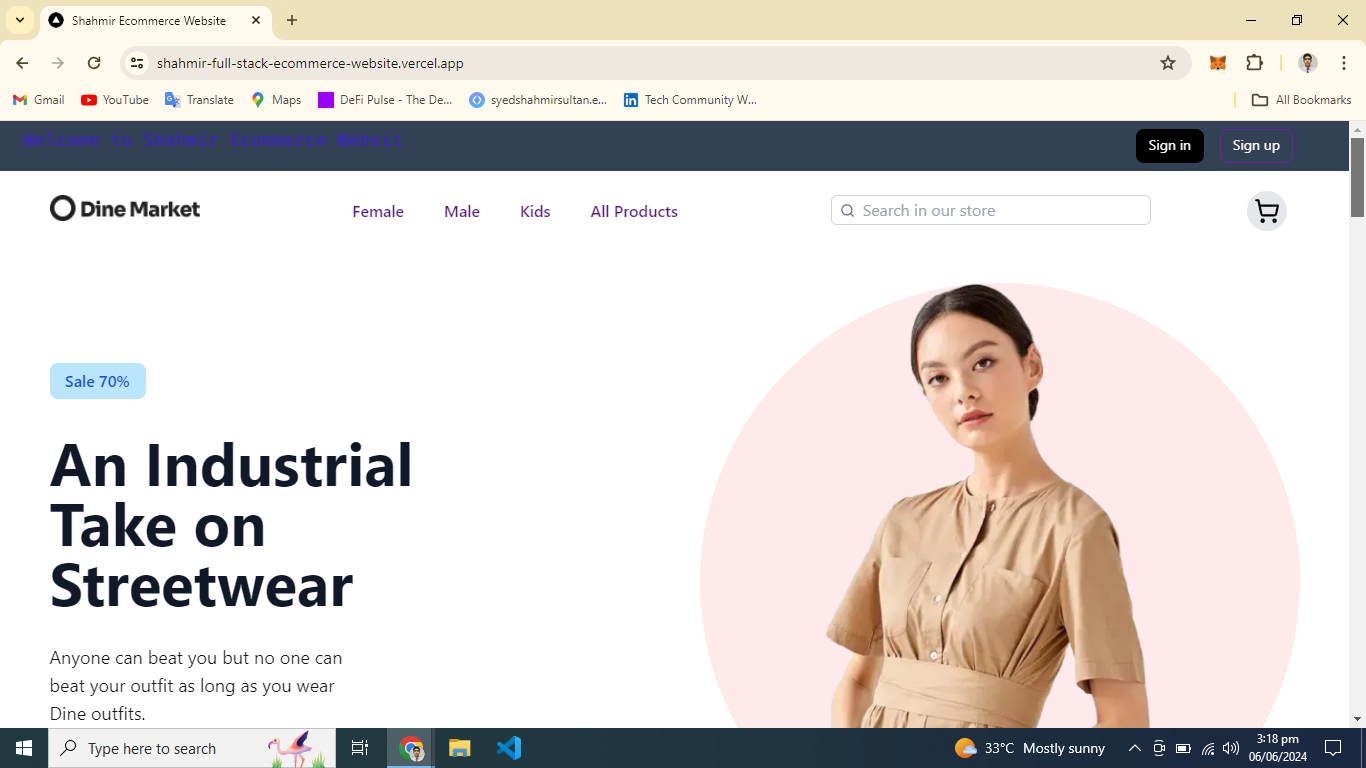 Shahmir Ecommerce Website
shahmir-full-stack-ecommerce-website.vercel.app
Gmail YouTube Translate Maps DeFi Pulse - The De... syedshahmirsultan.e... Tech Community W... All Bookmarks
Welcome to Shahmir Ecommerce Websit Sign in Sign up
Dine Market Female Male Kids All Products Search in our store
Sale 70%
An Industrial
Take on
Streetwear
Anyone can beat you but no one can
beat your outfit as long as you wear
Dine outfits.
Type here to search 33°C Mostly sunny 3:18 pm
06/06/2024